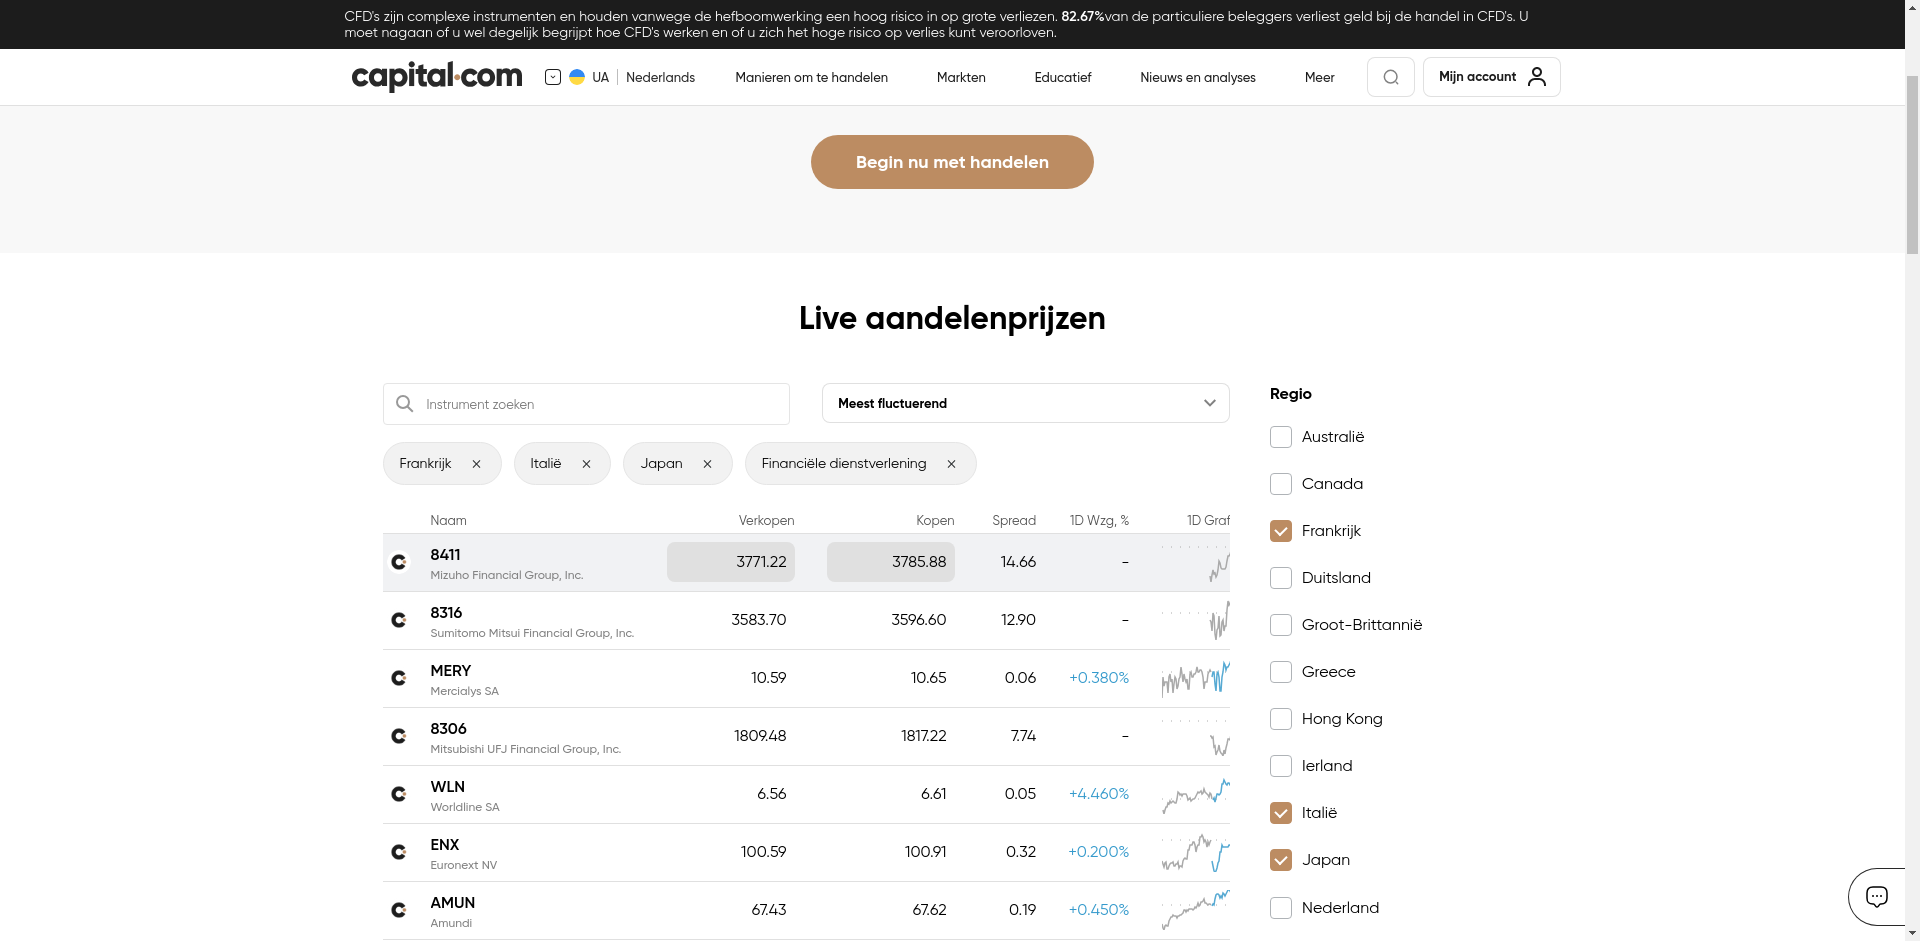 CFD's zijn complexe instrumenten en houden vanwege de hefboomwerking een hoog risico in op grote verliezen. 82.67%van de particuliere beleggers verliest geld bij de handel in CFD's. U
moet nagaan of u wel degelijk begrijpt hoe CFD's werken en of u zich het hoge risico op verlies kunt veroorloven.
capital.com UA Nederlands Manieren om te handelen Markten Educatief Nieuws en analyses Meer Mijn account
Begin nu met handelen
Live aandelenprijzen
Instrument zoeken Meest fluctuerend
Frankrijk Italië Japan Financiële dienstverlening
Naam Verkopen Kopen Spread 1D Wzg, % 1D Graf
8411 3771.22 3785.88 14.66 -
Mizuho Financial Group, Inc.
8316 3583.70 3596.60 12.90 -
Sumitomo Mitsui Financial Group, Inc.
MERY 10.59 10.65 0.06 +0.380%
Mercialys SA
8306 1809.48 1817.22 7.74 -
Mitsubishi UFJ Financial Group, Inc.
WLN 6.56 6.61 0.05 +4.460%
Worldline SA
ENX 100.59 100.91 0.32 +0.200%
Euronext NV
AMUN 67.43 67.62 0.19 +0.450%
Amundi
Regio
Australië
Canada
Frankrijk
Duitsland
Groot-Brittannië
Greece
Hong Kong
Ierland
Italië
Japan
Nederland